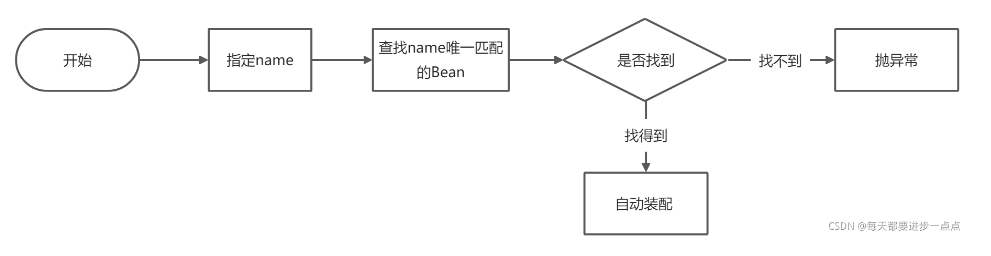 开始
指定name
查找name唯一匹配
的Bean
是否找到
找不到
抛异常
找得到
自动装配
CSDN @每天都要进步一点点